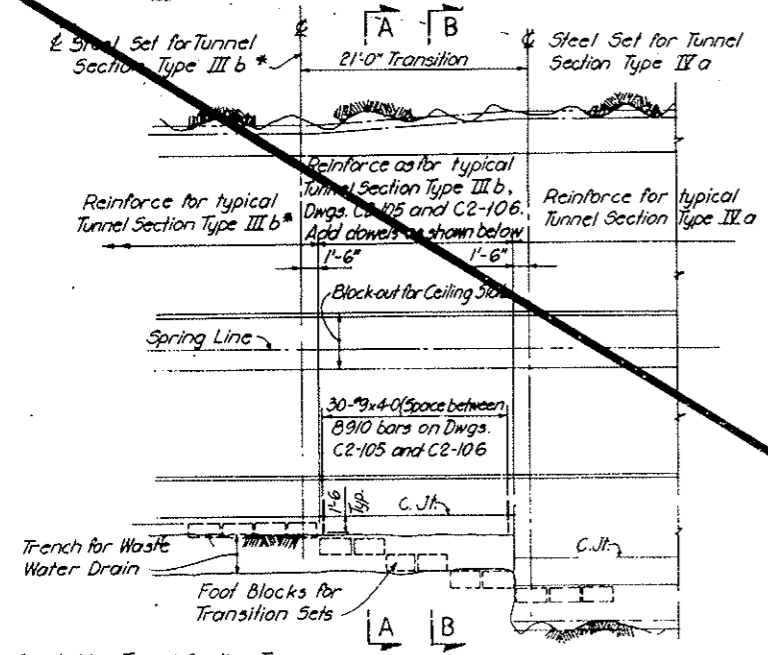 A B
℄ Steel Set for Tunnel
Section Type III b *
℄
21'-0" Transition
℄ Steel Set for Tunnel
Section Type IV a
Reinforce for typical
Tunnel Section Type III b*
Reinforce as for typical
Tunnel Section Type III b,
Dwgs. C2-105 and C2-106.
Add dowels as shown below
Reinforce for typical
Tunnel Section Type IV a
1'-6"
1'-6"
Block-out for Ceiling
Spring Line
30-#9x4-0(Space between
8910 bars on Dwgs.
C2-105 and C2-106
1'-6
Typ.
C. Jt.
C. Jt.
Trench for Waste
Water Drain
Foot Blocks for
Transition Sets
A B